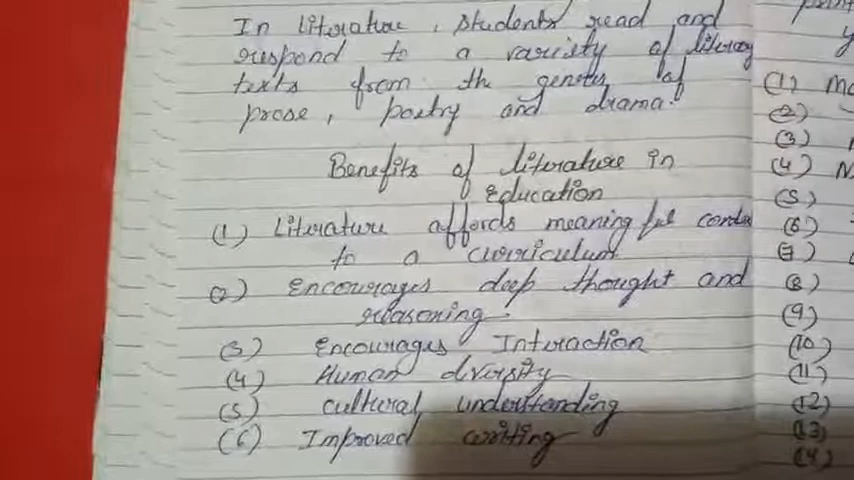 In literature, students read and
respond to a variety of literary
texts from the genres of
prose, poetry and drama.
Benefits of literature in
Education
(1) Literature affords meaningful
to a curriculum
(2) Encourages deep thought and
reasoning.
(3) Encourages Interaction
(4) Human dversity
(5) cultural understanding
(6) Improved writing
(1)
(2)
(3)
(4)
(5)
(6)
(7)
(8)
(9)
(10)
(11)
(12)
(13)
(14)